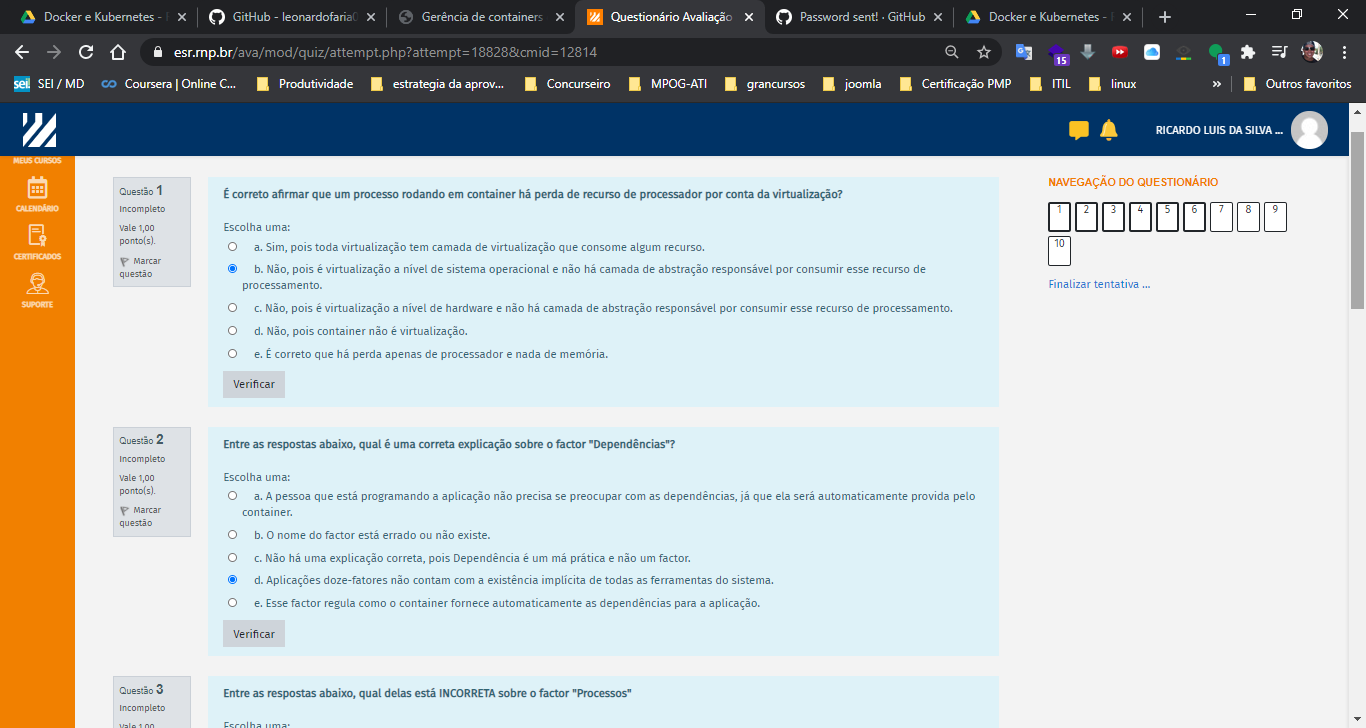 Docker e Kubernetes -
GitHub - leonardofaria
Gerência de containers
Questionário Avaliação
Password sent! · GitHub
Docker e Kubernetes -
esr.rnp.br/ava/mod/quiz/attempt.php?attempt=18828&cmid=12814
15
1
SEI / MD
Coursera | Online C...
Produtividade
estrategia da aprov...
Concurseiro
MPOG-ATI
grancursos
joomla
Certificação PMP
ITIL
linux
»
Outros favoritos
RICARDO LUIS DA SILVA ...
MEUS CURSOS
CALENDÁRIO
CERTIFICADOS
SUPORTE
Questão 1
Incompleto
Vale 1,00
ponto(s).
Marcar
questão
É correto afirmar que um processo rodando em container há perda de recurso de processador por conta da virtualização?
Escolha uma:
a. Sim, pois toda virtualização tem camada de virtualização que consome algum recurso.
b. Não, pois é virtualização a nível de sistema operacional e não há camada de abstração responsável por consumir esse recurso de
processamento.
c. Não, pois é virtualização a nível de hardware e não há camada de abstração responsável por consumir esse recurso de processamento.
d. Não, pois container não é virtualização.
e. É correto que há perda apenas de processador e nada de memória.
Verificar
Questão 2
Incompleto
Vale 1,00
ponto(s).
Marcar
questão
Entre as respostas abaixo, qual é uma correta explicação sobre o factor "Dependências"?
Escolha uma:
a. A pessoa que está programando a aplicação não precisa se preocupar com as dependências, já que ela será automaticamente provida pelo
container.
b. O nome do factor está errado ou não existe.
c. Não há uma explicação correta, pois Dependência é um má prática e não um factor.
d. Aplicações doze-fatores não contam com a existência implícita de todas as ferramentas do sistema.
e. Esse factor regula como o container fornece automaticamente as dependências para a aplicação.
Verificar
Questão 3
Incompleto
Vale 1,00
Entre as respostas abaixo, qual delas está INCORRETA sobre o factor "Processos"
Escolha uma:
NAVEGAÇÃO DO QUESTIONÁRIO
1 2 3 4 5 6 7 8 9
10
Finalizar tentativa ...